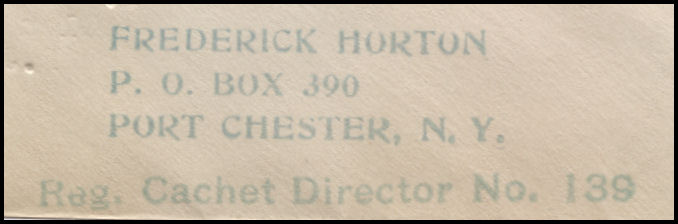 FREDERICK HORTON
P. O. BOX 390
PORT CHESTER, N. Y.
Reg. Cachet Director No. 139